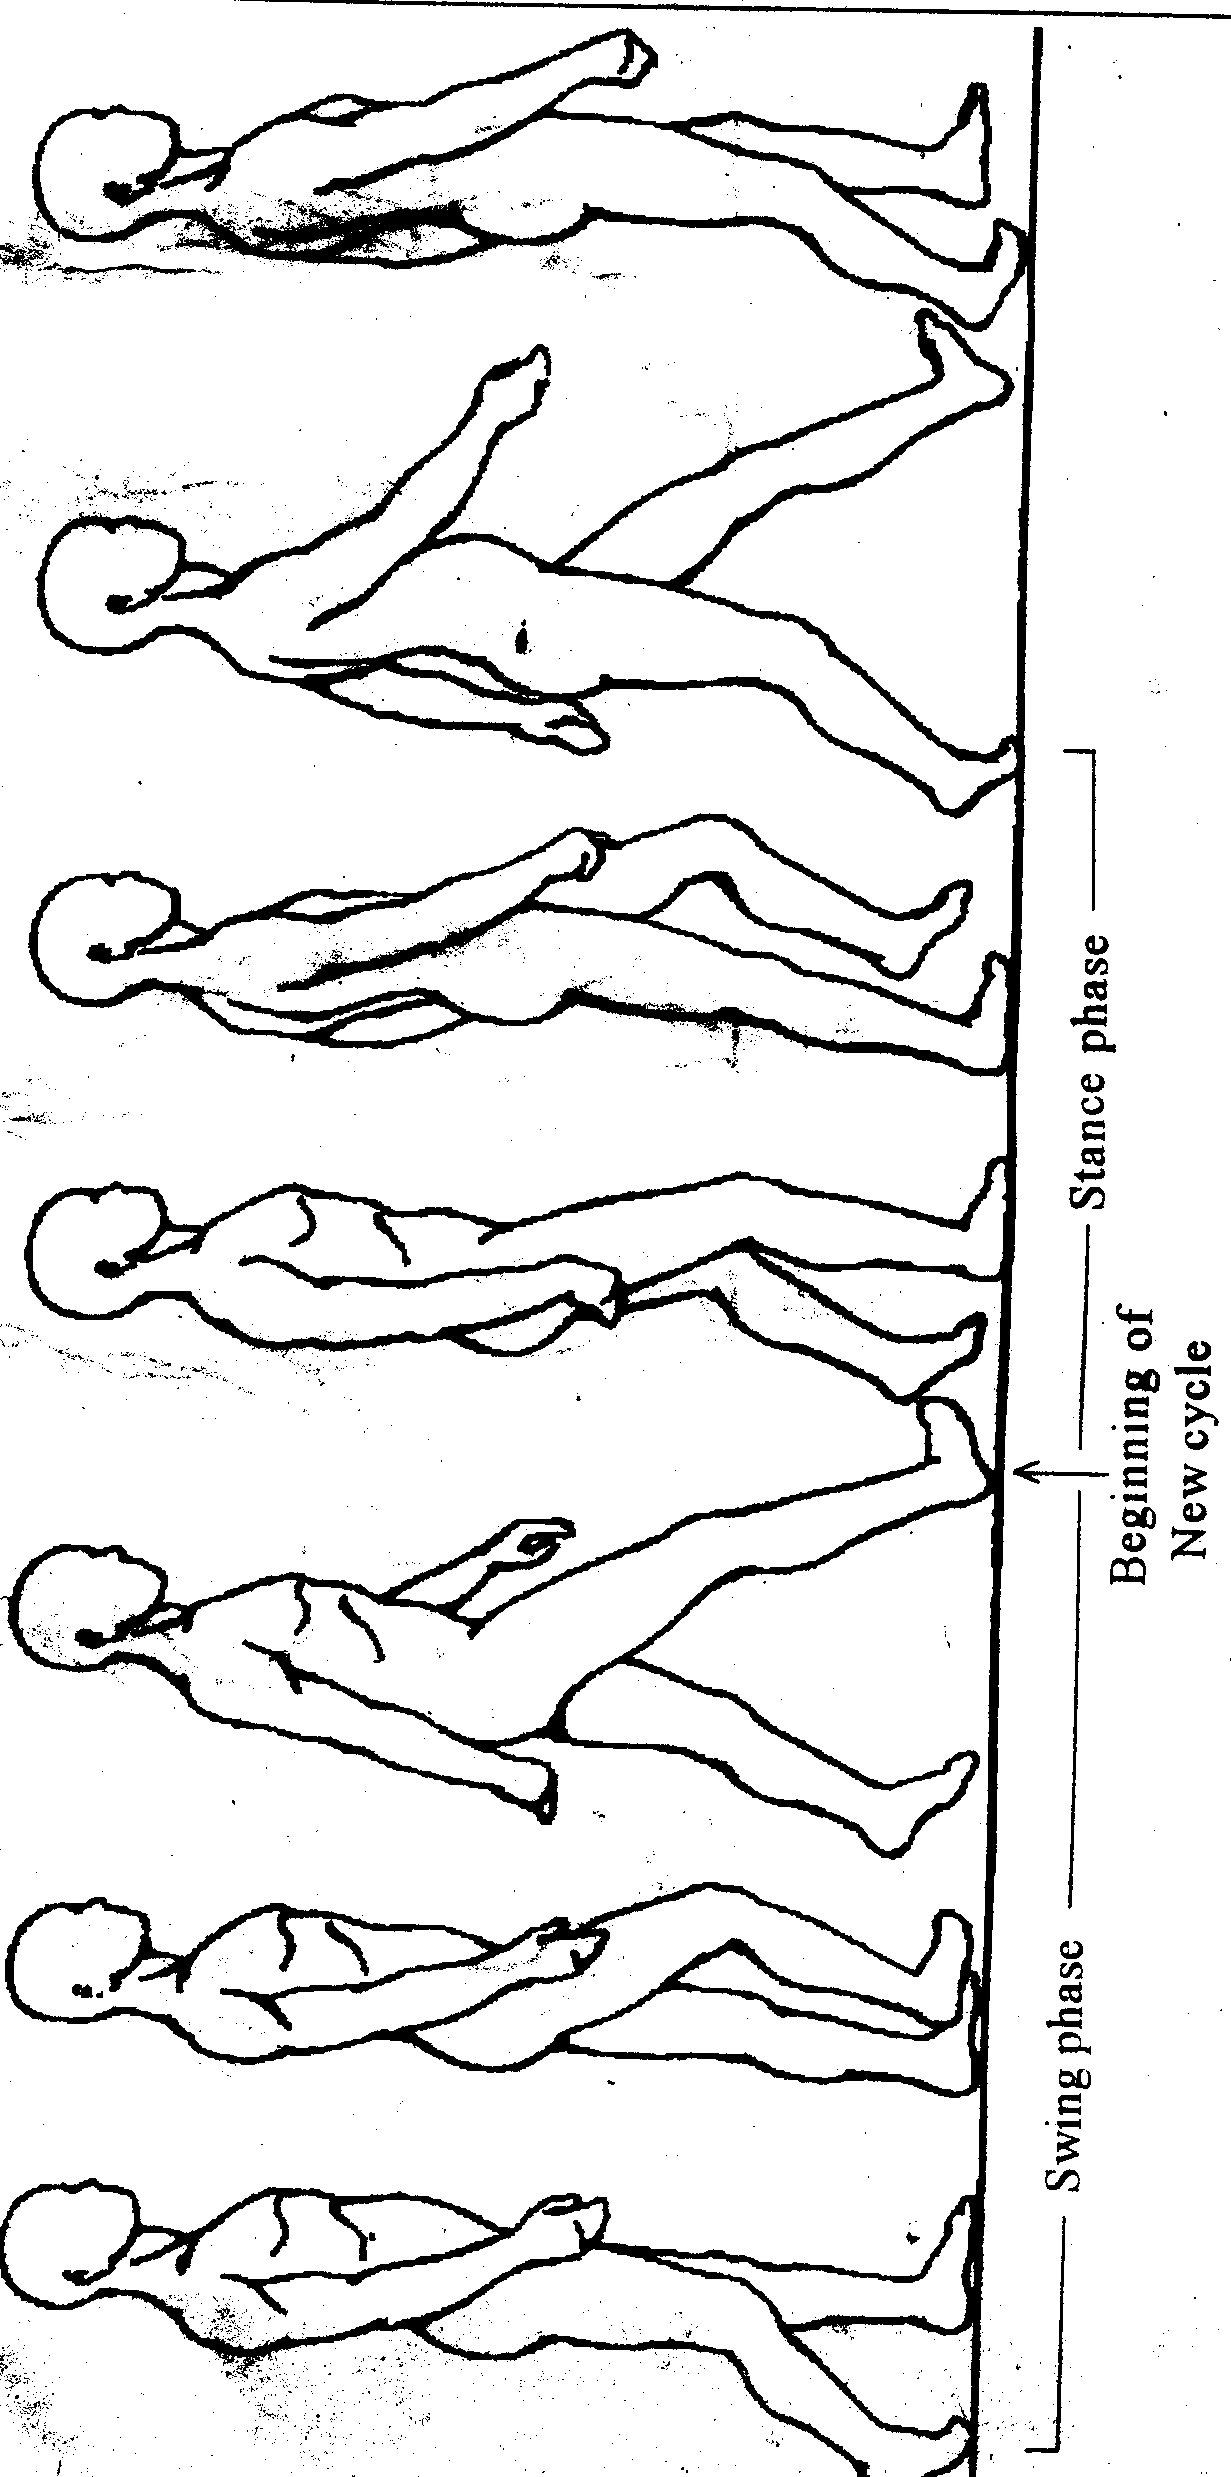 Swing phase
Beginning of
New cycle
Stance phase